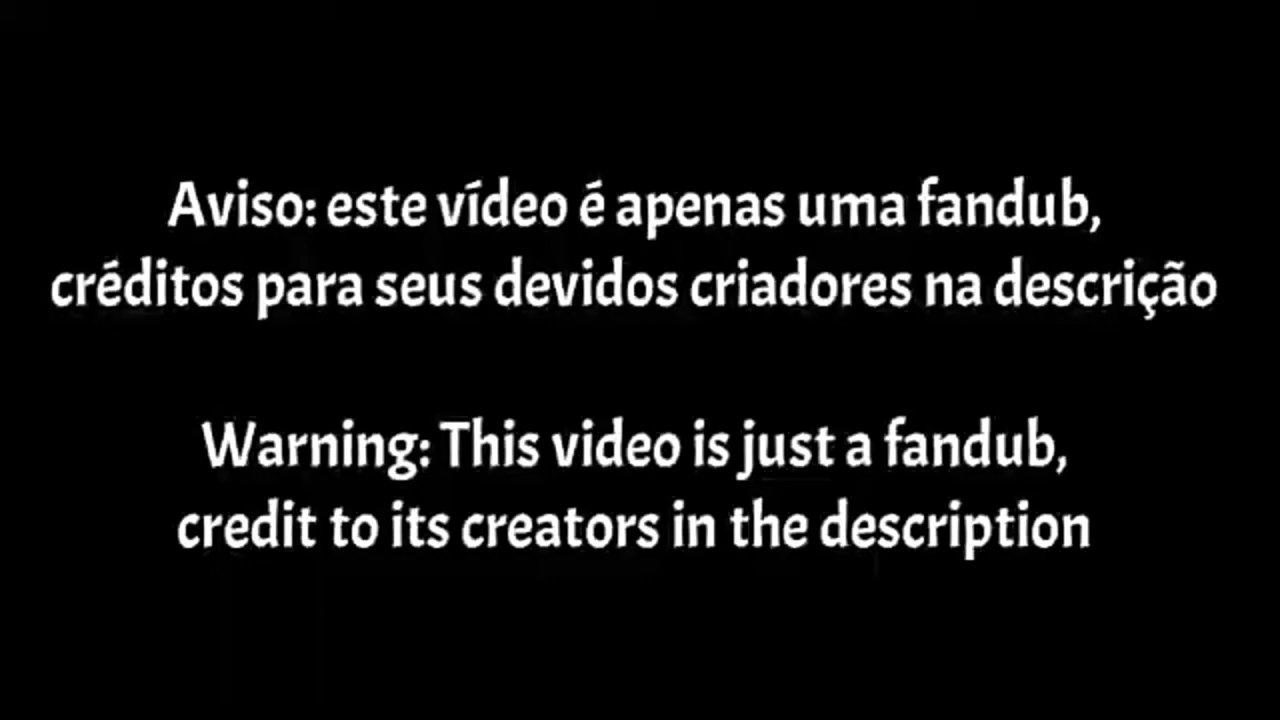 Aviso: este vídeo é apenas uma fandub,
créditos para seus devidos criadores na descrição
Warning: This video is just a fandub,
credit to its creators in the description